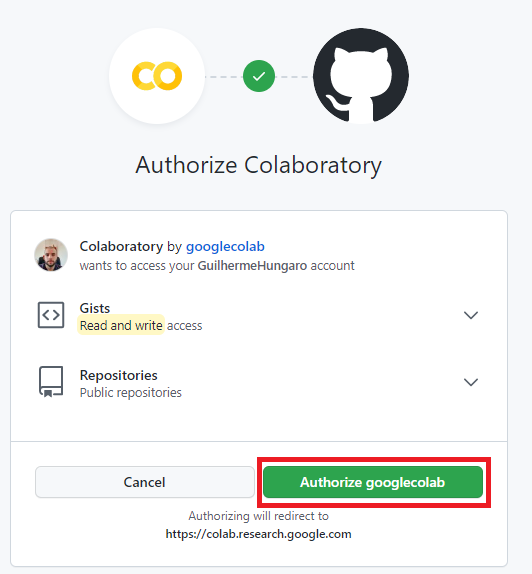 Authorize Colaboratory
Colaboratory by googlecolab
wants to access your GuilhermeHungaro account
Gists
Read and write access
Repositories
Public repositories
Cancel
Authorize googlecolab
Authorizing will redirect to
https://colab.research.google.com